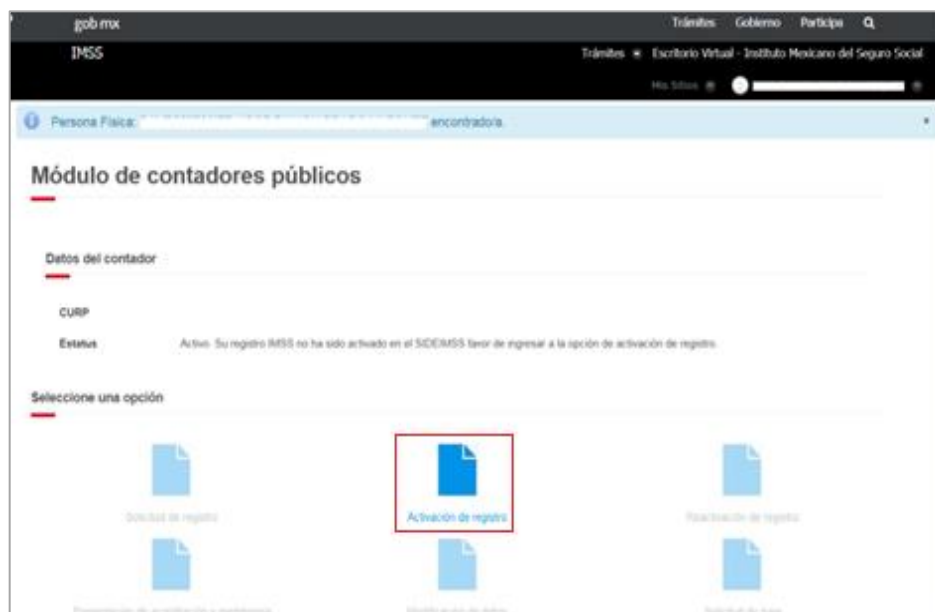 gob mx Trámites Gobierno Participa
IMSS Trámites Escritorio Virtual - Instituto Mexicano del Seguro Social
Mis Sitios
Persona Física: encontrado/a.
Módulo de contadores públicos
Datos del contador
CURP
Estatus Activo. Su registro IMSS no ha sido activado en el SIDEIMSS favor de ingresar a la opción de activación de registro.
Seleccione una opción
Solicitud de registro Activación de registro Reactivación de registro
Modificación de datos